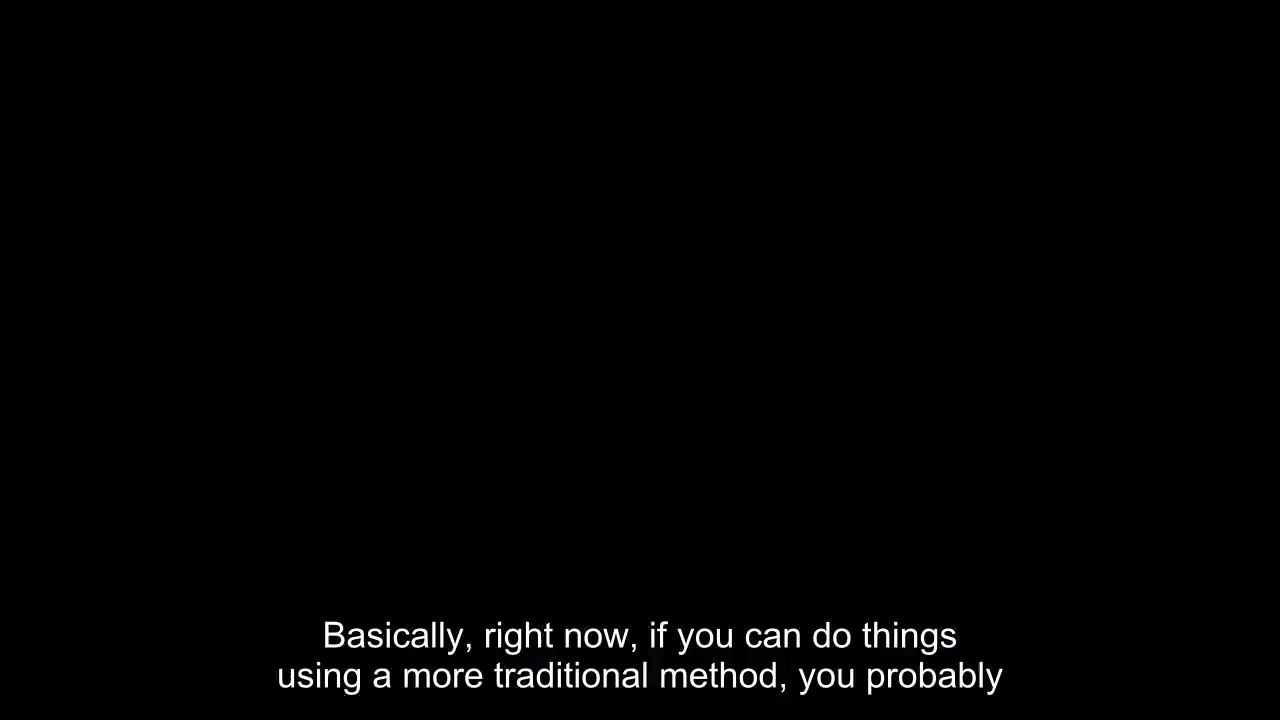 Basically, right now, if you can do things
using a more traditional method, you probably